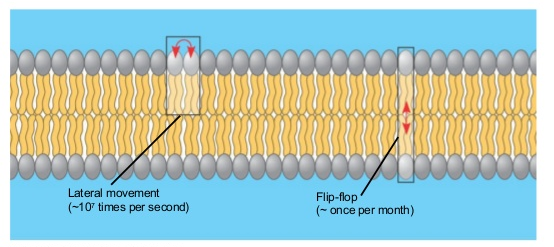 Lateral movement
(~10⁷ times per second)
Flip-flop
(~ once per month)